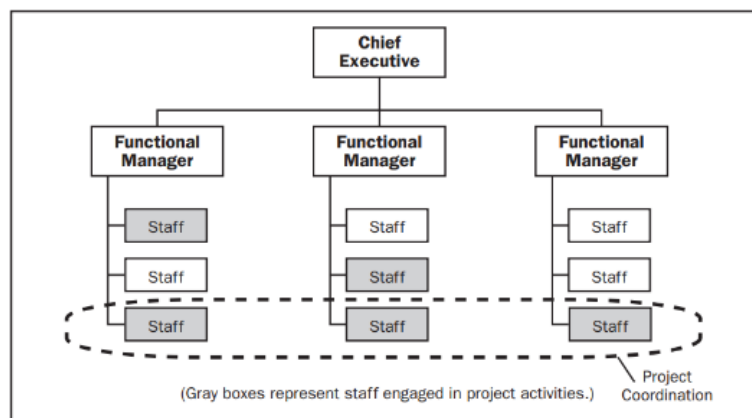 Chief
Executive
Functional
Manager
Functional
Manager
Functional
Manager
Staff
Staff
Staff
Staff
Staff
Staff
Staff
Staff
Staff
(Gray boxes represent staff engaged in project activities.)
Project
Coordination